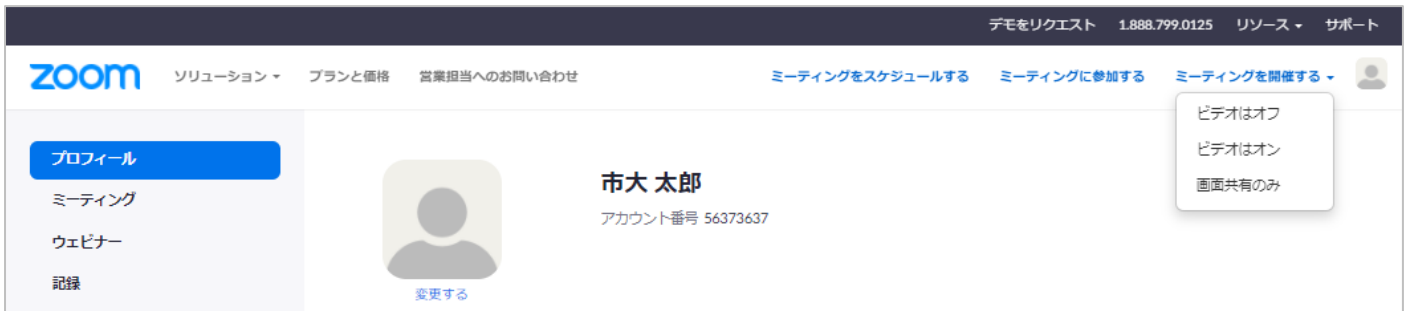 デモをリクエスト 1.888.799.0125 リソース サポート
zoom ソリューション プランと価格 営業担当へのお問い合わせ ミーティングをスケジュールする ミーティングに参加する ミーティングを開催する
ビデオはオフ
ビデオはオン
画面共有のみ
プロフィール
ミーティング
ウェビナー
記録
変更する
市大 太郎
アカウント番号 56373637